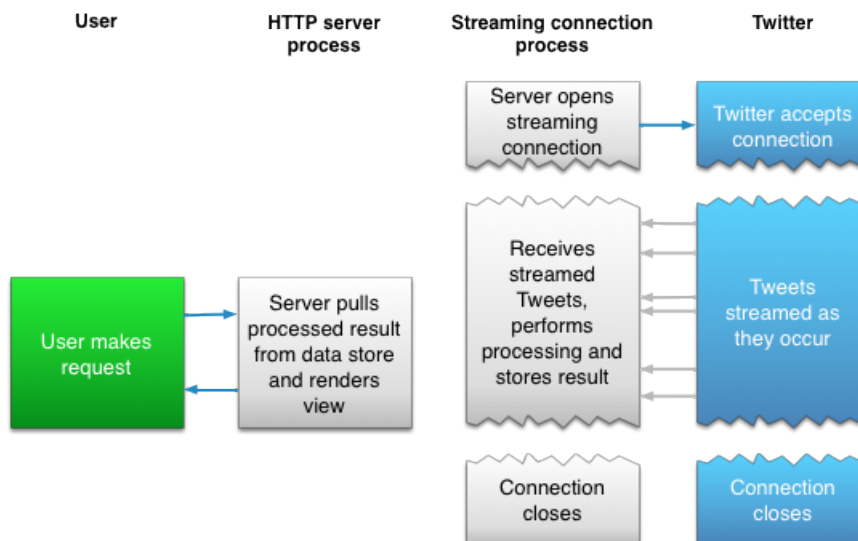 User
HTTP server
process
Streaming connection
process
Twitter
Server opens
streaming
connection
Twitter accepts
connection
User makes
request
Server pulls
processed result
from data store
and renders
view
Receives
streamed
Tweets,
performs
processing and
stores result
Tweets
streamed as
they occur
Connection
closes
Connection
closes